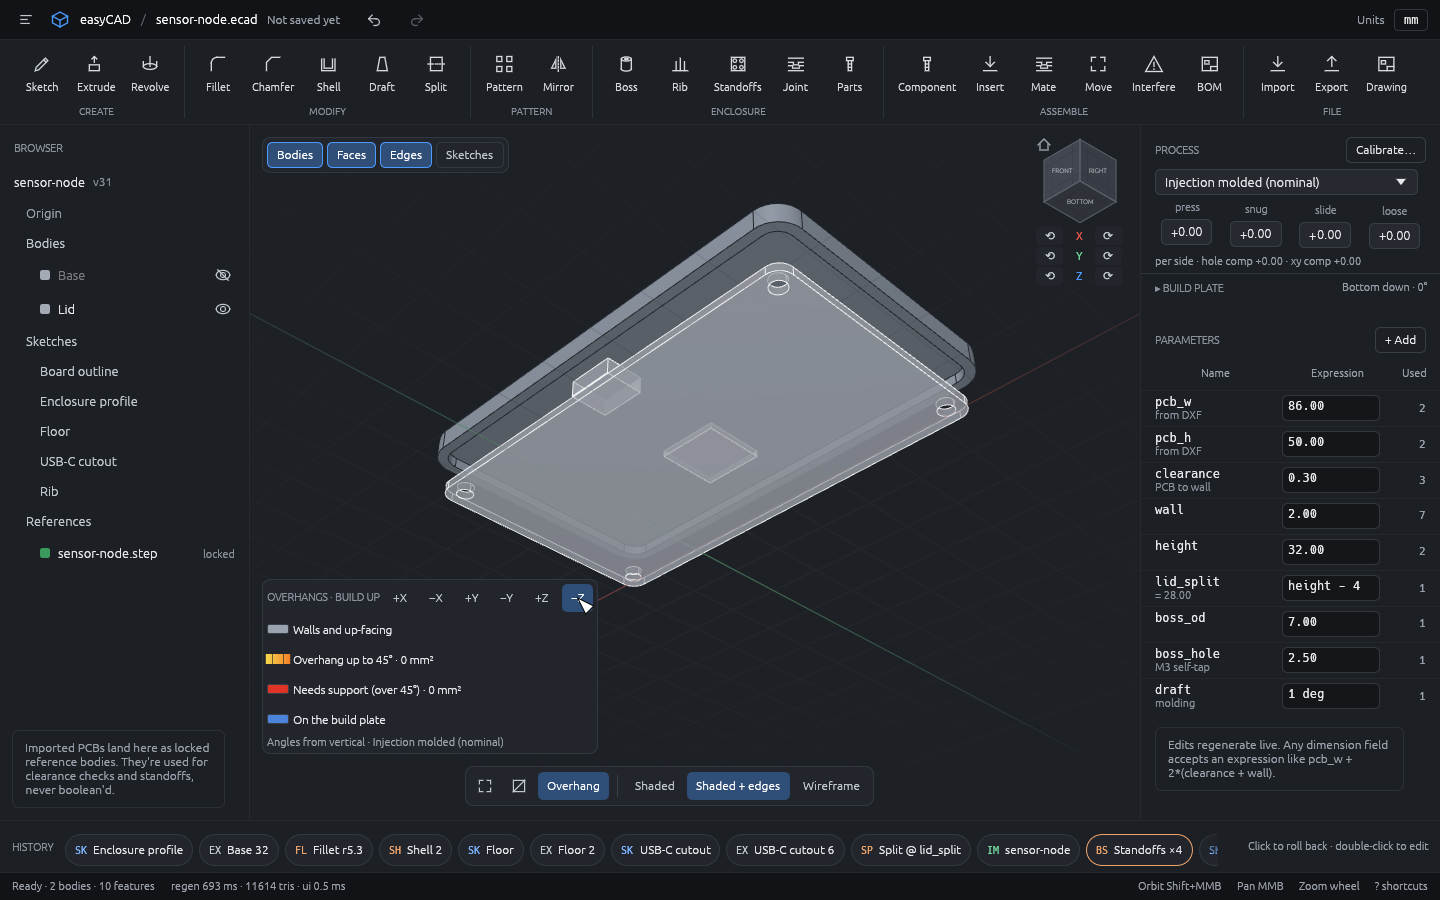 easyCAD / sensor-node.ecad Not saved yet
Units mm
Sketch Extrude Revolve Fillet Chamfer Shell Draft Split Pattern Mirror Boss Rib Standoffs Joint Parts Component Insert Mate Move Interfere BOM Import Export Drawing
CREATE MODIFY PATTERN ENCLOSURE ASSEMBLE FILE
BROWSER
sensor-node v31
Origin
Bodies
Base
Lid
Sketches
Board outline
Enclosure profile
Floor
USB-C cutout
Rib
References
sensor-node.step locked
Imported PCBs land here as locked
reference bodies. They're used for
clearance checks and standoffs,
never boolean'd.
Bodies Faces Edges Sketches
FRONT RIGHT
BOTTOM
X
Y
Z
OVERHANGS · BUILD UP +X −X +Y −Y +Z −Z
Walls and up-facing
Overhang up to 45° · 0 mm²
Needs support (over 45°) · 0 mm²
On the build plate
Angles from vertical · Injection molded (nominal)
Overhang Shaded Shaded + edges Wireframe
PROCESS Calibrate...
Injection molded (nominal)
press snug slide loose
+0.00 +0.00 +0.00 +0.00
per side · hole comp +0.00 · xy comp +0.00
▸ BUILD PLATE Bottom down · 0°
PARAMETERS + Add
Name Expression Used
pcb_w 86.00 2
from DXF
pcb_h 50.00 2
from DXF
clearance 0.30 3
PCB to wall
wall 2.00 7
height 32.00 2
lid_split height − 4 1
= 28.00
boss_od 7.00 1
boss_hole 2.50 1
M3 self-tap
draft 1 deg 1
molding
Edits regenerate live. Any dimension field
accepts an expression like pcb_w +
2*(clearance + wall).
HISTORY SK Enclosure profile EX Base 32 FL Fillet r5.3 SH Shell 2 SK Floor EX Floor 2 SK USB-C cutout EX USB-C cutout 6 SP Split @ lid_split IM sensor-node BS Standoffs ×4 Click to roll back · double-click to edit
Ready · 2 bodies · 10 features regen 693 ms · 11614 tris · ui 0.5 ms Orbit Shift+MMB Pan MMB Zoom wheel ? shortcuts